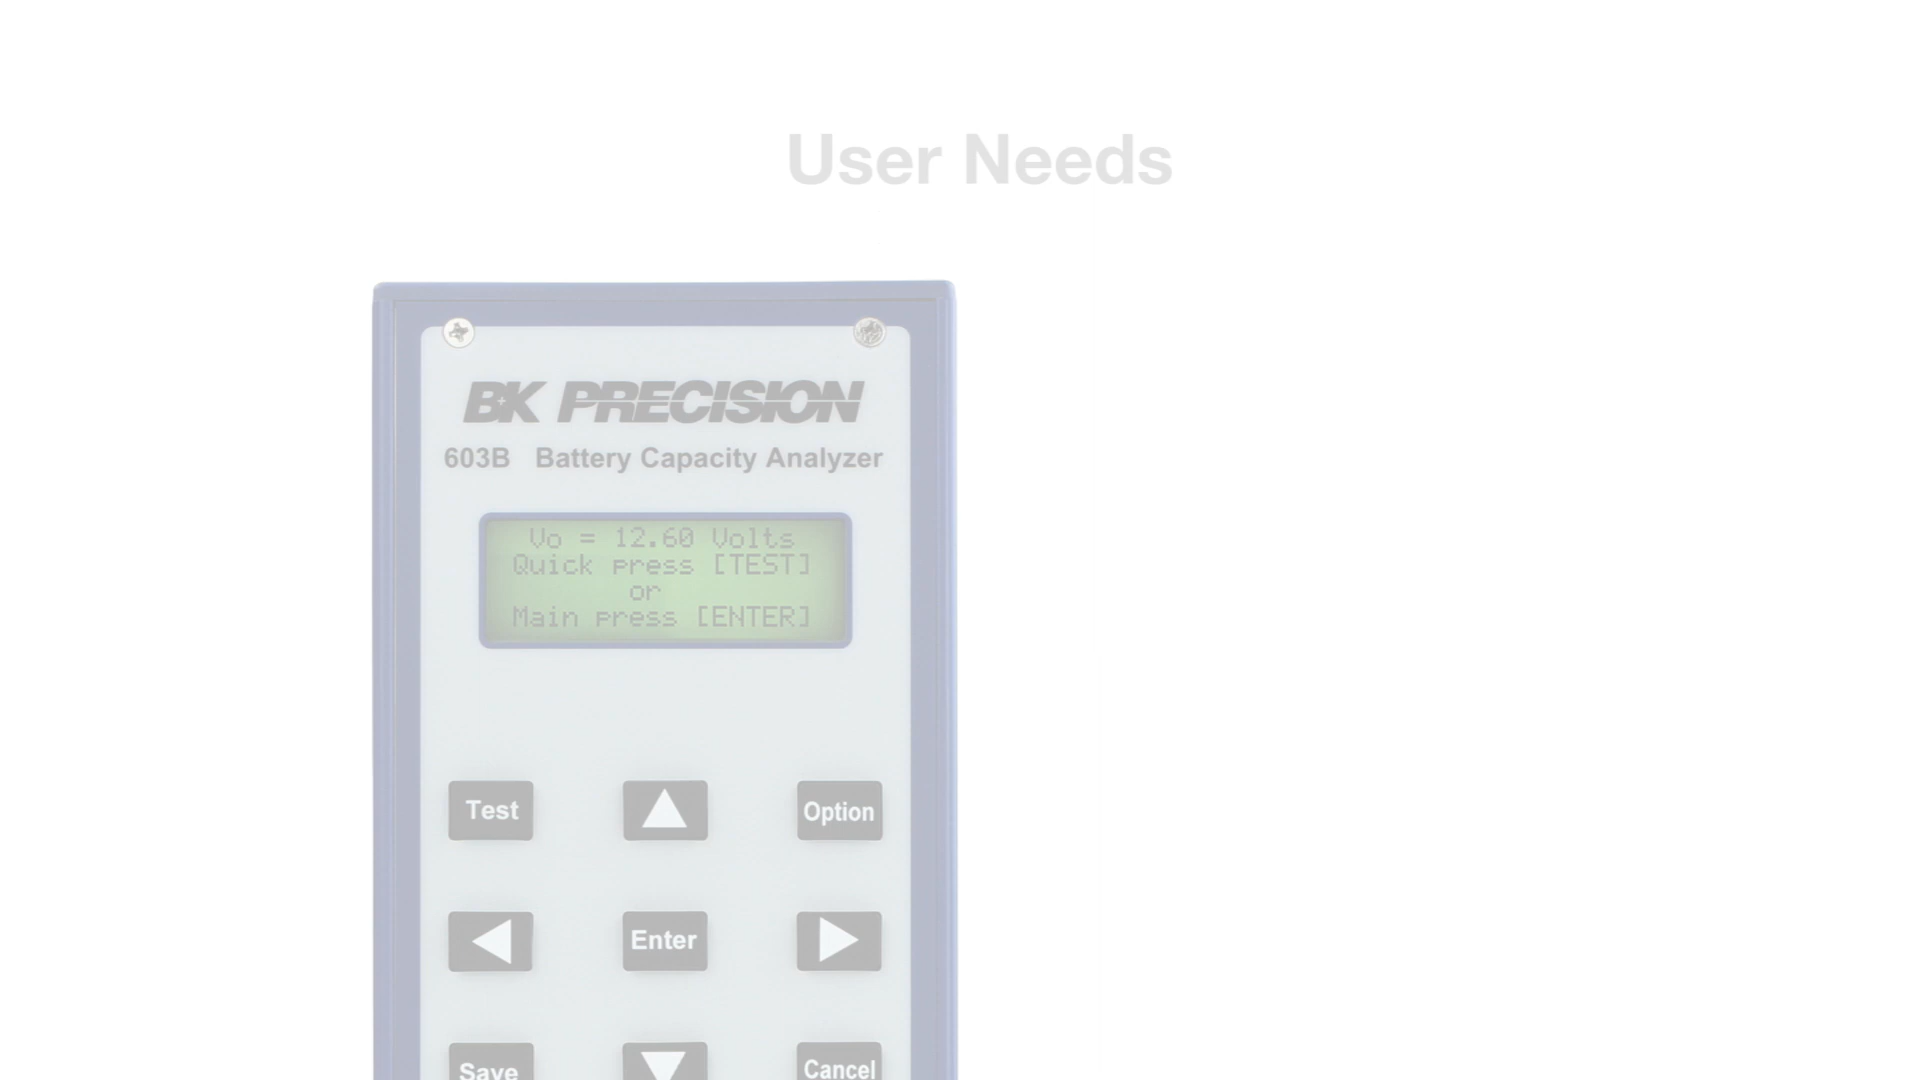 User Needs
BK PRECISION
603B Battery Capacity Analyzer
Vo = 12.60 Volts
Quick press [TEST]
or
Main press [ENTER]
Test
Option
Enter
Save
Cancel